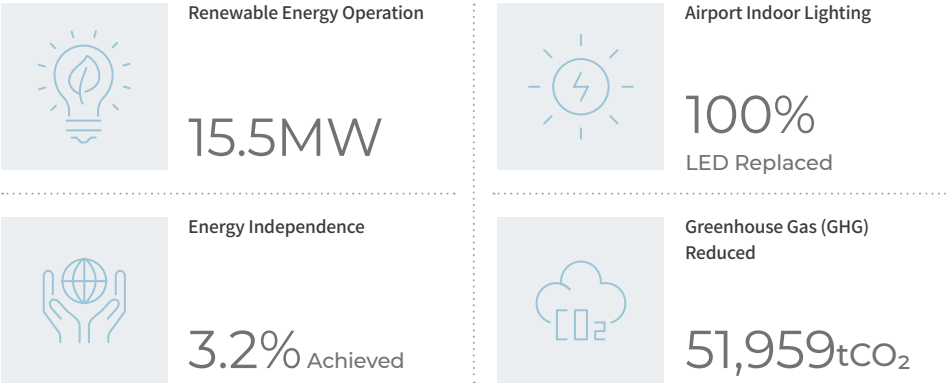 Renewable Energy Operation
15.5MW
Airport Indoor Lighting
100%
LED Replaced
Energy Independence
3.2% Achieved
Greenhouse Gas (GHG)
Reduced
CO₂
51,959tCO₂